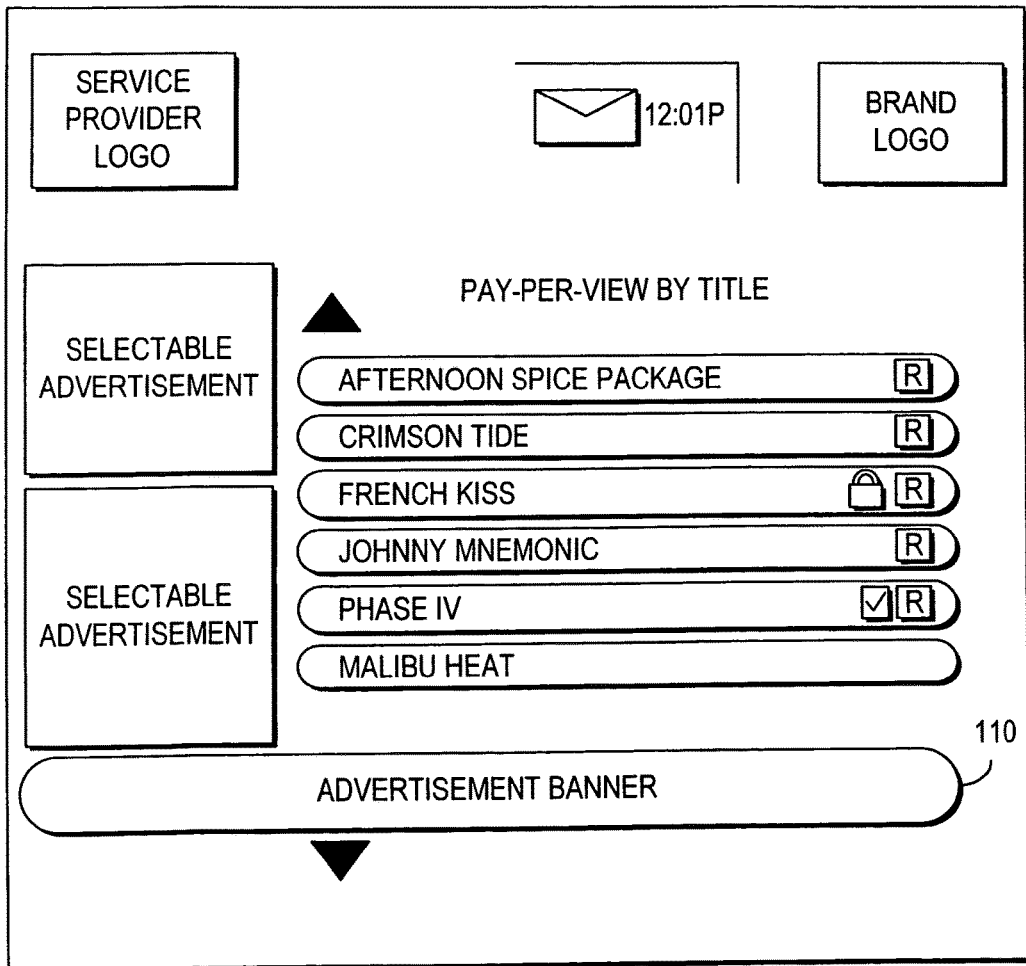 SERVICE
PROVIDER
LOGO
12:01P
BRAND
LOGO
SELECTABLE
ADVERTISEMENT
PAY-PER-VIEW BY TITLE
AFTERNOON SPICE PACKAGE R
CRIMSON TIDE R
FRENCH KISS R
JOHNNY MNEMONIC R
PHASE IV R
MALIBU HEAT
SELECTABLE
ADVERTISEMENT
ADVERTISEMENT BANNER
110